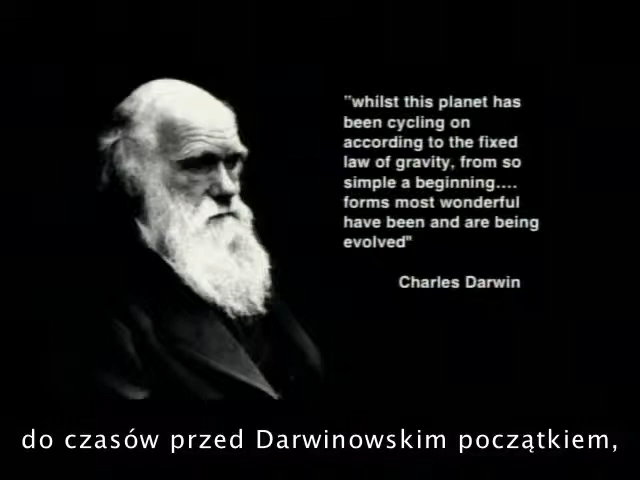 "whilst this planet has
been cycling on
according to the fixed
law of gravity, from so
simple a beginning....
forms most wonderful
have been and are being
evolved"
Charles Darwin
do czasów przed Darwinowskim początkiem,